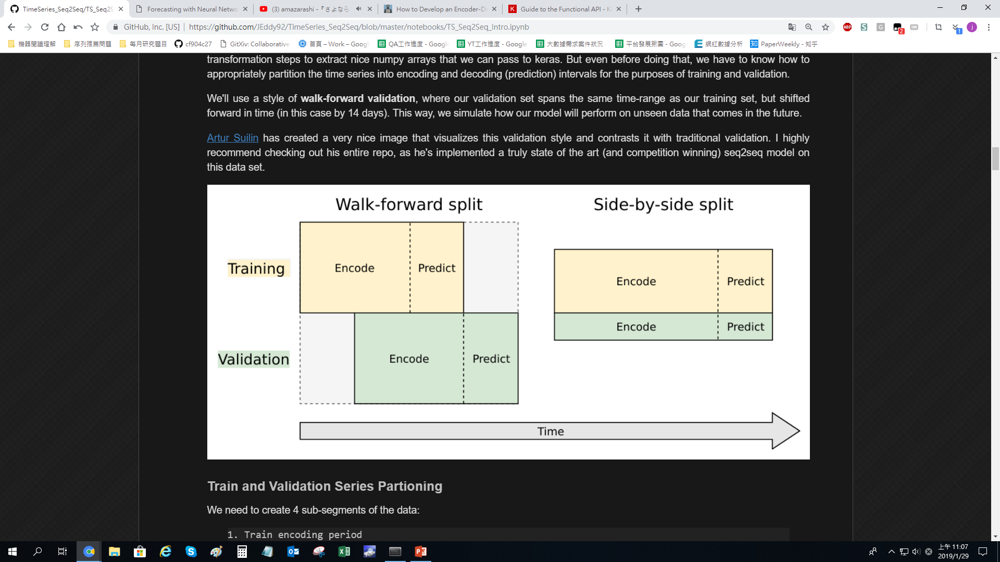 TimeSeries_Seq2Seq/TS_Seq2S
Forecasting with Neural Netwo
(3) amazarashi -『さよなら
How to Develop an Encoder-D
Guide to the Functional API - K
GitHub, Inc. [US] | https://github.com/JEddy92/TimeSeries_Seq2Seq/blob/master/notebooks/TS_Seq2Seq_Intro.ipynb
ABP
S
G
2
1
j
機器閱讀理解
序列推薦問題
每月研究題目
cf904c27
GitXiv: Collaborative
首頁 – Work – Googl
QA工作進度 - Google
YT工作進度 - Google
大數據需求案件狀況 -
平台發展揪團 - Goog
網紅數據分析
知 PaperWeekly - 知乎
transformation steps to extract nice numpy arrays that we can pass to keras. But even before doing that, we have to know how to
appropriately partition the time series into encoding and decoding (prediction) intervals for the purposes of training and validation.
We'll use a style of walk-forward validation, where our validation set spans the same time-range as our training set, but shifted
forward in time (in this case by 14 days). This way, we simulate how our model will perform on unseen data that comes in the future.
Artur Suilin has created a very nice image that visualizes this validation style and contrasts it with traditional validation. I highly
recommend checking out his entire repo, as he's implemented a truly state of the art (and competition winning) seq2seq model on
this data set.
Walk-forward split
Side-by-side split
Training
Encode
Predict
Encode
Predict
Encode
Predict
Validation
Encode
Predict
Time
Train and Validation Series Partioning
We need to create 4 sub-segments of the data:
1. Train encoding period
上午 11:07
2019/1/29